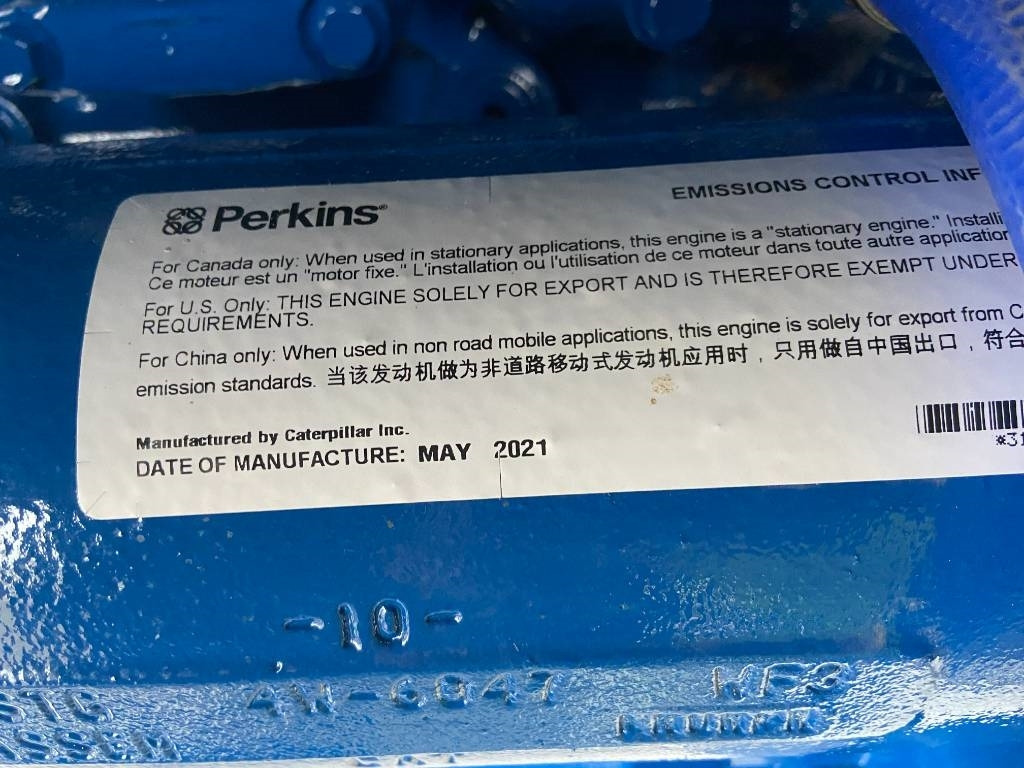 Perkins®
EMISSIONS CONTROL INF
For Canada only: When used in stationary applications, this engine is a "stationary engine." Installi
Ce moteur est un "motor fixe." L'installation ou l'utilisation de ce moteur dans toute autre application
For U.S. Only: THIS ENGINE SOLELY FOR EXPORT AND IS THEREFORE EXEMPT UNDER
REQUIREMENTS.
For China only: When used in non road mobile applications, this engine is solely for export from C
emission standards. 当该发动机做为非道路移动式发动机应用时，只用做自中国出口，符合
Manufactured by Caterpillar Inc.
DATE OF MANUFACTURE: MAY 2021
*31
-10-
4W-6047 WF3